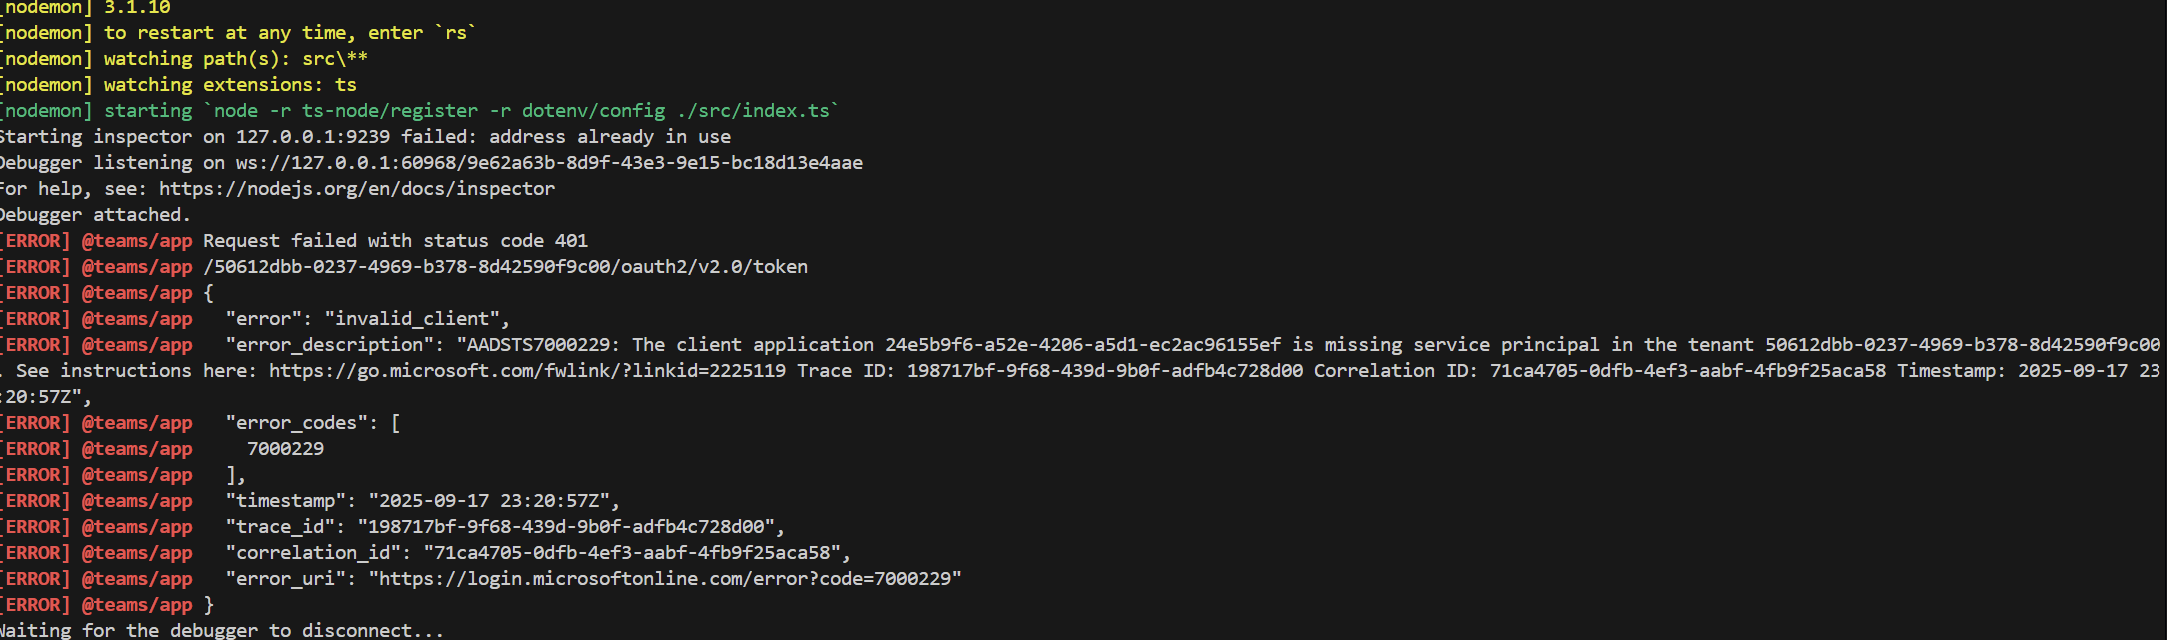 [nodemon] 3.1.10
[nodemon] to restart at any time, enter `rs`
[nodemon] watching path(s): src\**
[nodemon] watching extensions: ts
[nodemon] starting `node -r ts-node/register -r dotenv/config ./src/index.ts`
Starting inspector on 127.0.0.1:9239 failed: address already in use
Debugger listening on ws://127.0.0.1:60968/9e62a63b-8d9f-43e3-9e15-bc18d13e4aae
For help, see: https://nodejs.org/en/docs/inspector
Debugger attached.
[ERROR] @teams/app Request failed with status code 401
[ERROR] @teams/app /50612dbb-0237-4969-b378-8d42590f9c00/oauth2/v2.0/token
[ERROR] @teams/app {
[ERROR] @teams/app   "error": "invalid_client",
[ERROR] @teams/app   "error_description": "AADSTS7000229: The client application 24e5b9f6-a52e-4206-a5d1-ec2ac96155ef is missing service principal in the tenant 50612dbb-0237-4969-b378-8d42590f9c00
. See instructions here: https://go.microsoft.com/fwlink/?linkid=2225119 Trace ID: 198717bf-9f68-439d-9b0f-adfb4c728d00 Correlation ID: 71ca4705-0dfb-4ef3-aabf-4fb9f25aca58 Timestamp: 2025-09-17 23
:20:57Z",
[ERROR] @teams/app   "error_codes": [
[ERROR] @teams/app     7000229
[ERROR] @teams/app   ],
[ERROR] @teams/app   "timestamp": "2025-09-17 23:20:57Z",
[ERROR] @teams/app   "trace_id": "198717bf-9f68-439d-9b0f-adfb4c728d00",
[ERROR] @teams/app   "correlation_id": "71ca4705-0dfb-4ef3-aabf-4fb9f25aca58",
[ERROR] @teams/app   "error_uri": "https://login.microsoftonline.com/error?code=7000229"
[ERROR] @teams/app }
Waiting for the debugger to disconnect...